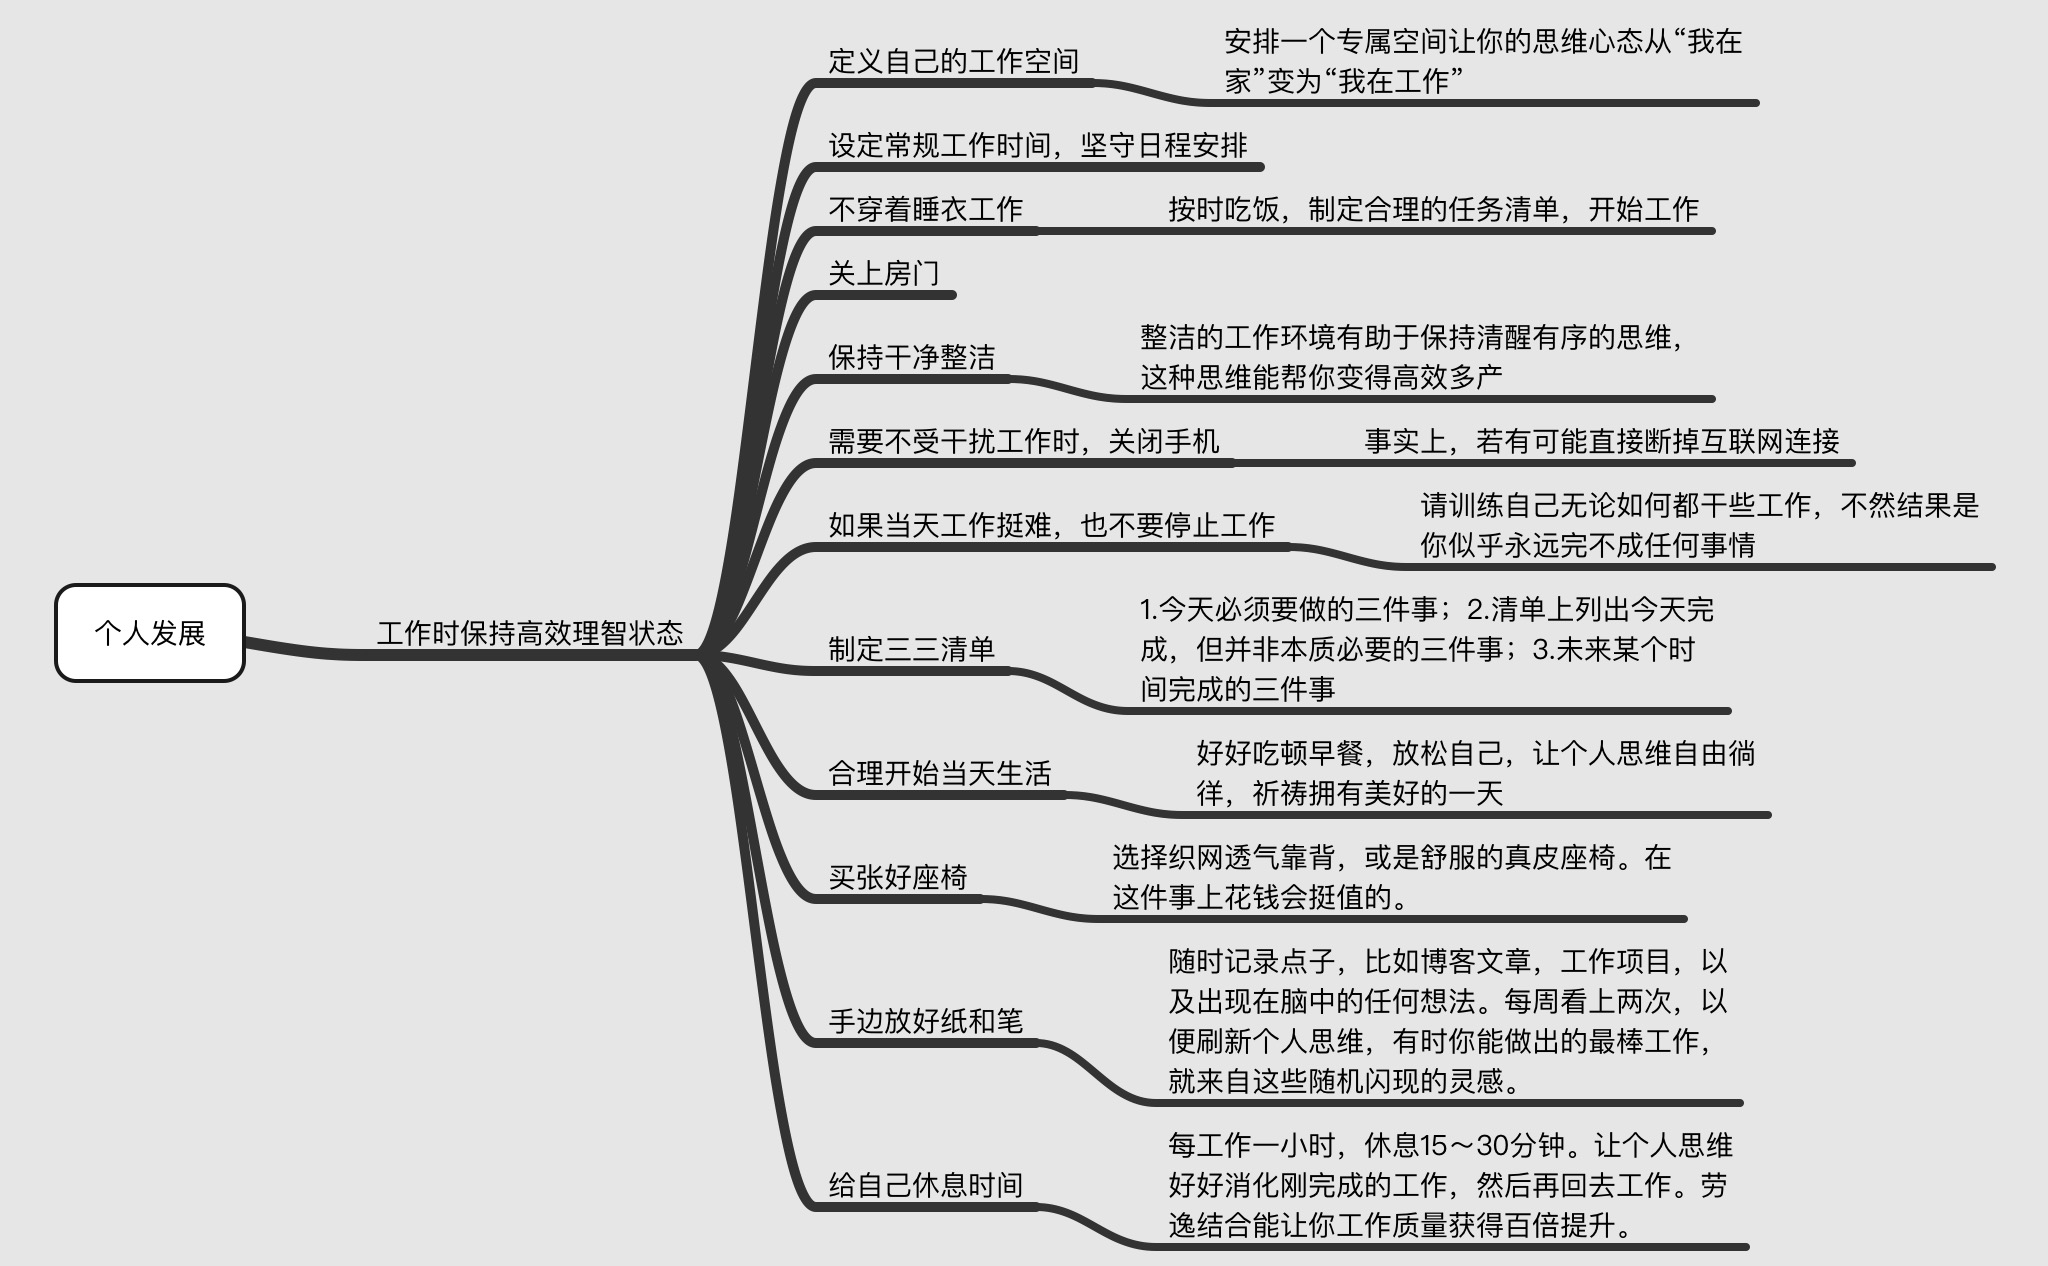 个人发展
工作时保持高效理智状态
定义自己的工作空间
安排一个专属空间让你的思维心态从“我在
家”变为“我在工作”
设定常规工作时间，坚守日程安排
不穿着睡衣工作
按时吃饭，制定合理的任务清单，开始工作
关上房门
保持干净整洁
整洁的工作环境有助于保持清醒有序的思维，
这种思维能帮你变得高效多产
需要不受干扰工作时，关闭手机
事实上，若有可能直接断掉互联网连接
如果当天工作挺难，也不要停止工作
请训练自己无论如何都干些工作，不然结果是
你似乎永远完不成任何事情
制定三三清单
1.今天必须要做的三件事；2.清单上列出今天完
成，但并非本质必要的三件事；3.未来某个时
间完成的三件事
合理开始当天生活
好好吃顿早餐，放松自己，让个人思维自由徜
徉，祈祷拥有美好的一天
买张好座椅
选择织网透气靠背，或是舒服的真皮座椅。在
这件事上花钱会挺值的。
手边放好纸和笔
随时记录点子，比如博客文章，工作项目，以
及出现在脑中的任何想法。每周看上两次，以
便刷新个人思维，有时你能做出的最棒工作，
就来自这些随机闪现的灵感。
给自己休息时间
每工作一小时，休息15～30分钟。让个人思维
好好消化刚完成的工作，然后再回去工作。劳
逸结合能让你工作质量获得百倍提升。